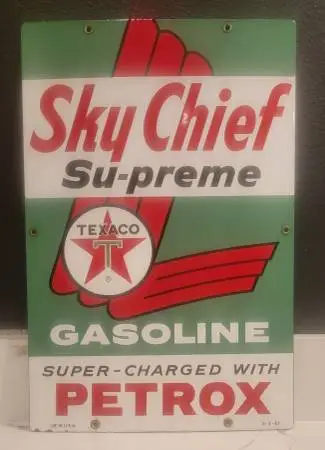 Sky Chief
Su-preme
TEXACO
T
GASOLINE
SUPER-CHARGED WITH
PETROX